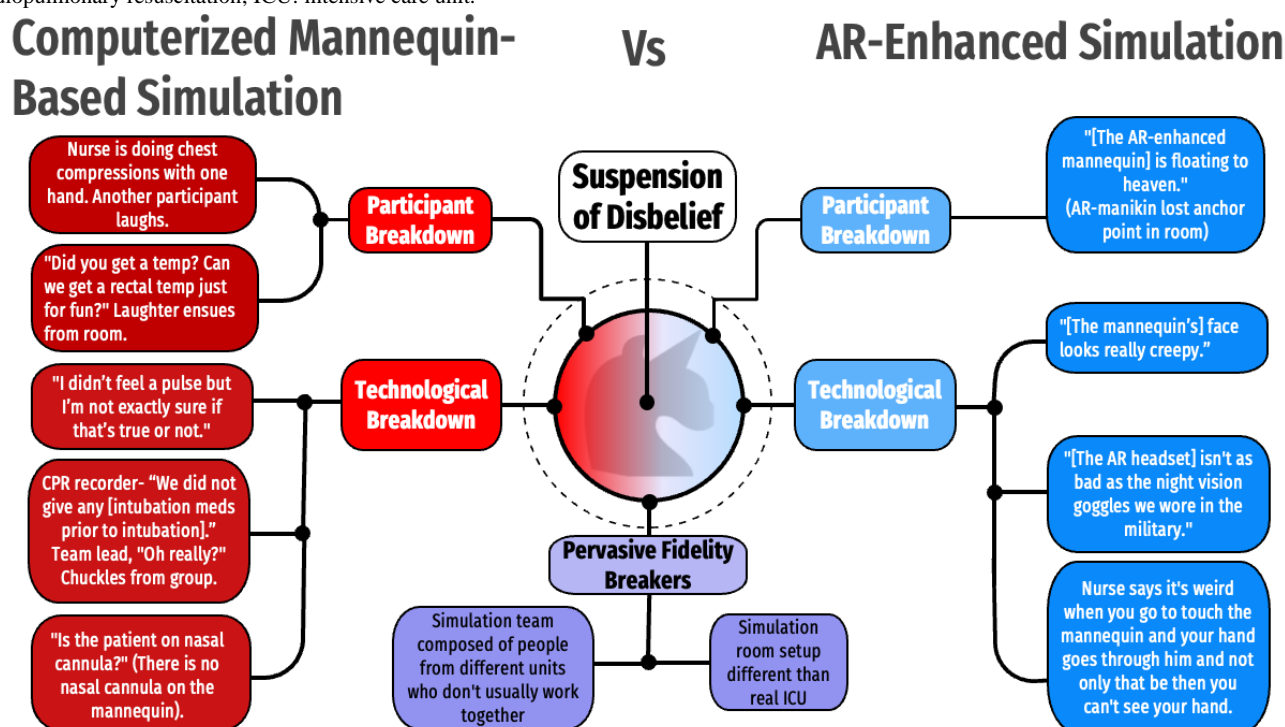 diopulmonary resuscitation; ICU: intensive care unit.
Computerized Mannequin-
Based Simulation
Vs
AR-Enhanced Simulation
Nurse is doing chest
compressions with one
hand. Another participant
laughs.
"Did you get a temp? Can
we get a rectal temp just
for fun?" Laughter ensues
from room.
Participant
Breakdown
"I didn't feel a pulse but
I'm not exactly sure if
that's true or not."
CPR recorder- “We did not
give any [intubation meds
prior to intubation].”
Team lead, "Oh really?"
Chuckles from group.
"Is the patient on nasal
cannula?" (There is no
nasal cannula on the
mannequin).
Technological
Breakdown
Suspension
of Disbelief
Pervasive Fidelity
Breakers
Simulation team
composed of people
from different units
who don't usually work
together
Simulation
room setup
different than
real ICU
Participant
Breakdown
"[The AR-enhanced
mannequin] is floating to
heaven."
(AR-manikin lost anchor
point in room)
Technological
Breakdown
"[The mannequin’s] face
looks really creepy.”
"[The AR headset] isn't as
bad as the night vision
goggles we wore in the
military."
Nurse says it's weird
when you go to touch the
mannequin and your hand
goes through him and not
only that be then you
can't see your hand.